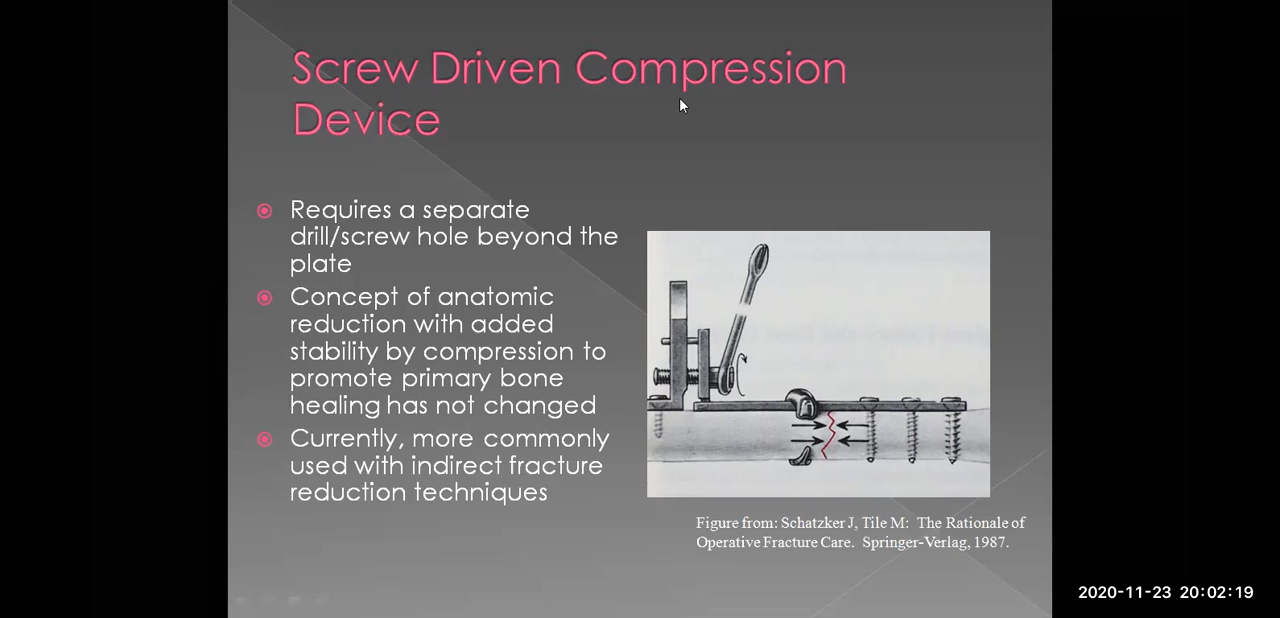 Screw Driven Compression
Device
Requires a separate
drill/screw hole beyond the
plate
Concept of anatomic
reduction with added
stability by compression to
promote primary bone
healing has not changed
Currently, more commonly
used with indirect fracture
reduction techniques
Figure from: Schatzker J, Tile M: The Rationale of
Operative Fracture Care. Springer-Verlag, 1987.
2020-11-23 20:02:19